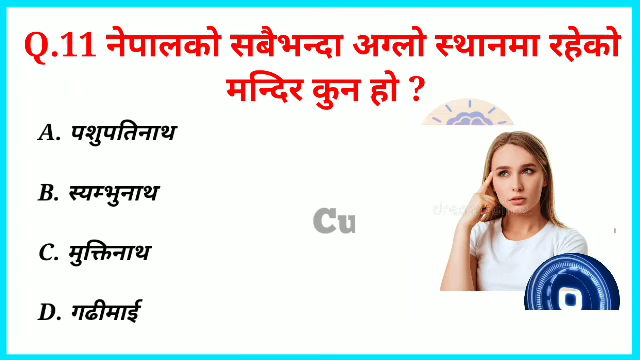 Q.11 नेपालको सबैभन्दा अग्लो स्थानमा रहेको
मन्दिर कुन हो ?
A. पशुपतिनाथ
B. स्यम्भुनाथ
C. मुक्तिनाथ
D. गढीमाई
Cu